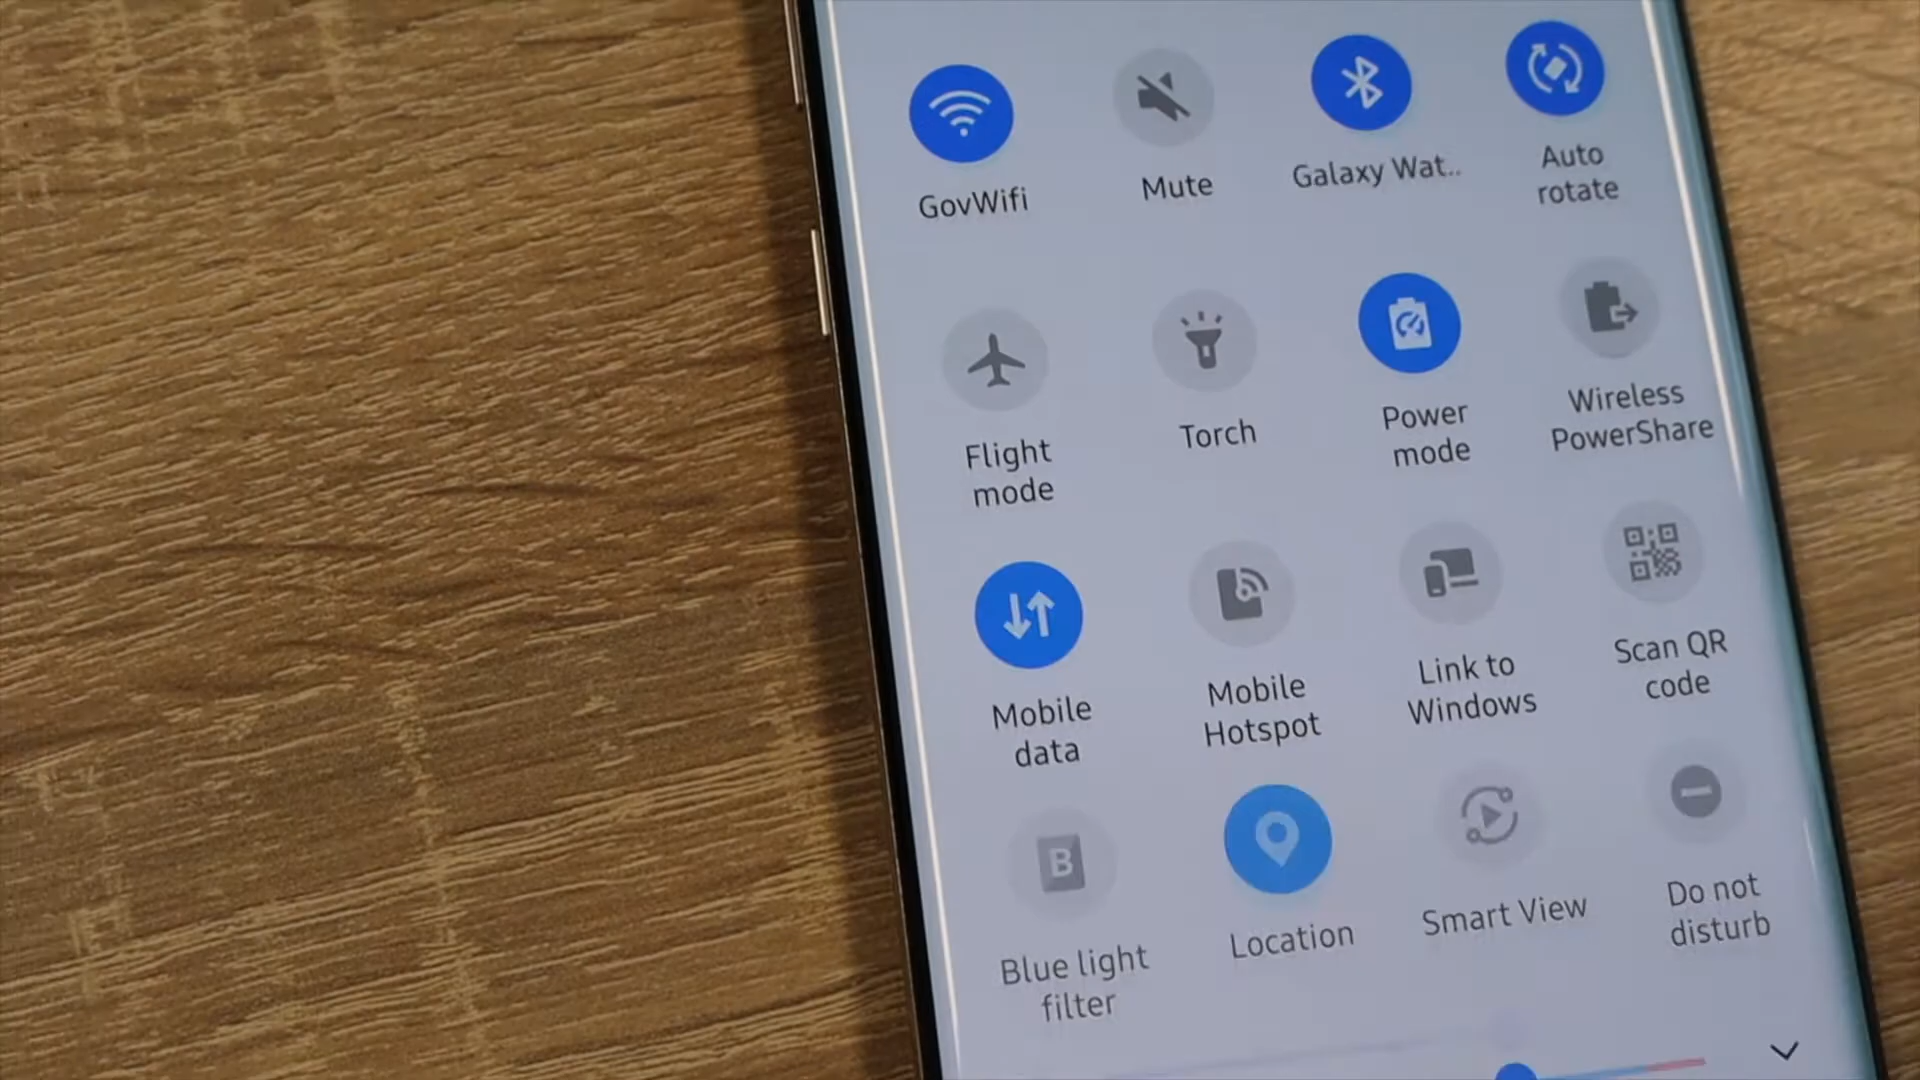 GovWifi
Mute
Galaxy Wat..
Auto
rotate
Flight
mode
Torch
Power
mode
Wireless
PowerShare
Mobile
data
Mobile
Hotspot
Link to
Windows
Scan QR
code
B
Blue light
filter
Location
Smart View
Do not
disturb